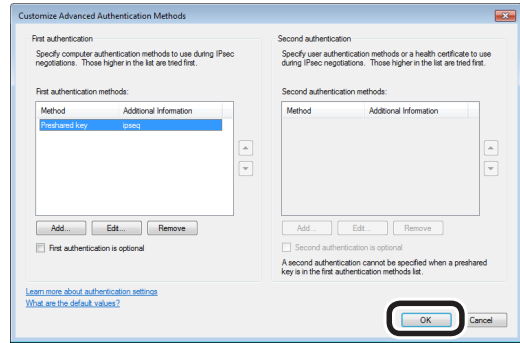 Customize Advanced Authentication Methods
First authentication
Specify computer authentication methods to use during IPsec
negotiations. Those higher in the list are tried first.
First authentication methods:
Method Additional Information
Preshared key ipseq
Add... Edit... Remove
First authentication is optional
Second authentication
Specify user authentication methods or a health certificate to use
during IPsec negotiations. Those higher in the list are tried first.
Second authentication methods:
Method Additional Information
Add... Edit... Remove
Second authentication is optional
A second authentication cannot be specified when a preshared
key is in the first authentication methods list.
Learn more about authentication settings
What are the default values?
OK Cancel